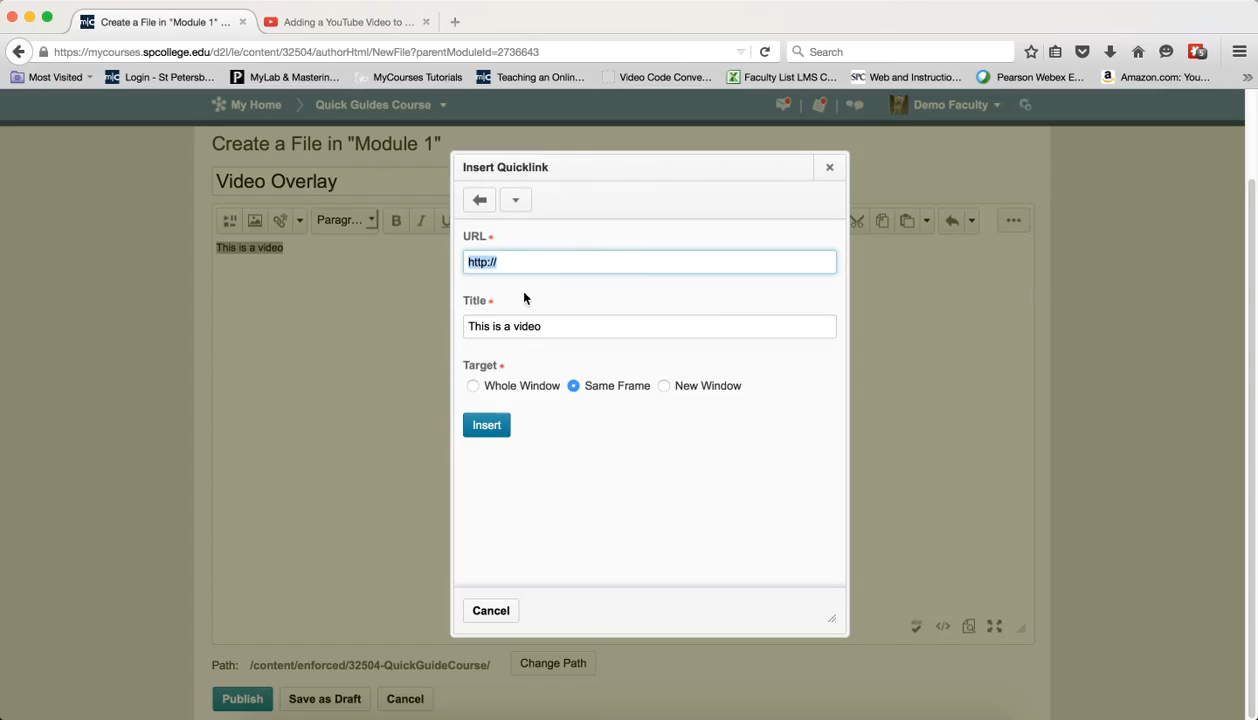 Create a File in "Module 1" ...
Adding a YouTube Video to ...
https://mycourses.spcollege.edu/d2l/le/content/32504/authorHtml/NewFile?parentModuleId=2736643
Search
Most Visited
Login - St Petersb...
MyLab & Mastering...
MyCourses Tutorials
Teaching an Onlin...
Video Code Conve...
Faculty List LMS C...
Web and Instructio...
Pearson Webex E...
Amazon.com: You...
My Home
Quick Guides Course
Demo Faculty
Create a File in "Module 1"
Video Overlay
Paragr...
B
I
U
This is a video
Insert Quicklink
URL *
http://
Title *
This is a video
Target *
Whole Window
Same Frame
New Window
Insert
Cancel
Path: /content/enforced/32504-QuickGuideCourse/
Change Path
Publish
Save as Draft
Cancel